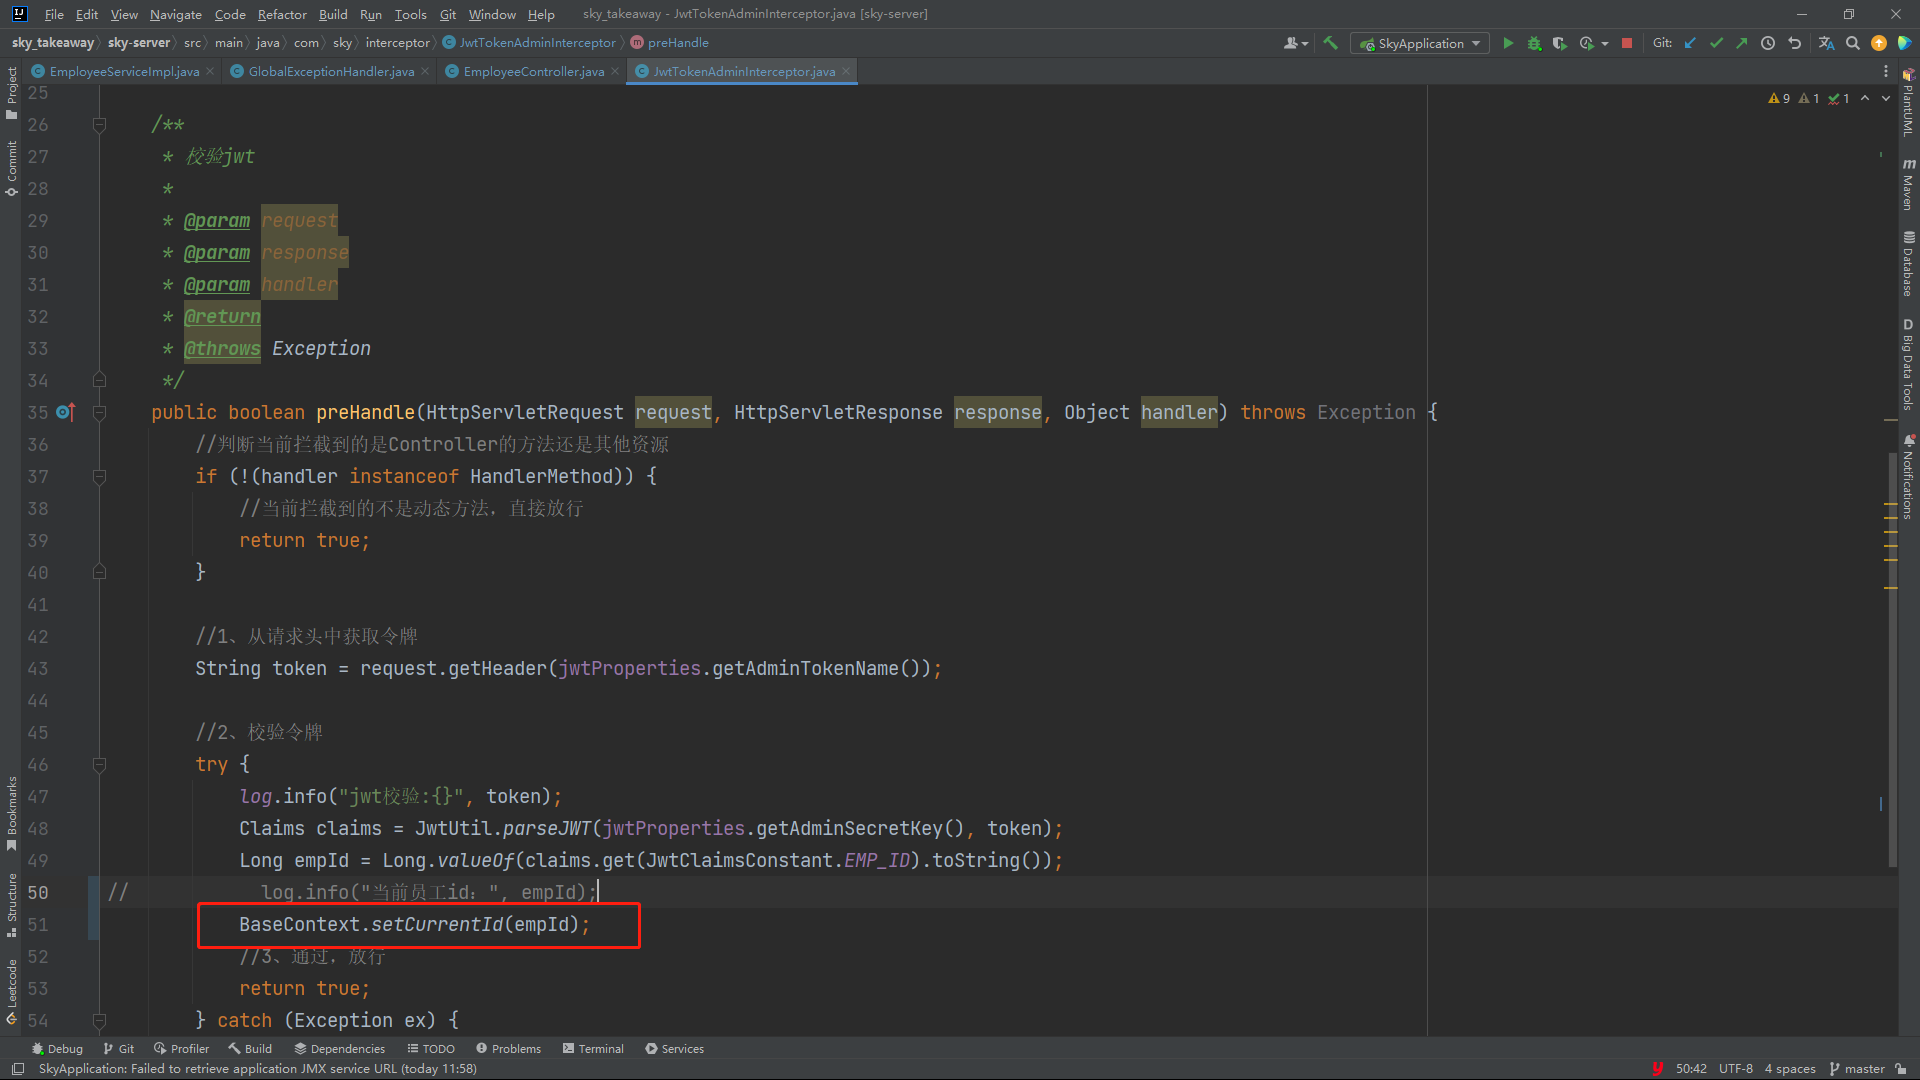 File Edit View Navigate Code Refactor Build Run Tools Git Window Help sky_takeaway - JwtTokenAdminInterceptor.java [sky-server]
sky_takeaway sky-server src main java com sky interceptor JwtTokenAdminInterceptor preHandle SkyApplication Git:
EmployeeServiceImpl.java GlobalExceptionHandler.java EmployeeController.java JwtTokenAdminInterceptor.java
9 1 1
25
26 /**
27 * 校验jwt
28 *
29 * @param request
30 * @param response
31 * @param handler
32 * @return
33 * @throws Exception
34 */
35 public boolean preHandle(HttpServletRequest request, HttpServletResponse response, Object handler) throws Exception {
36 //判断当前拦截到的是Controller的方法还是其他资源
37 if (!(handler instanceof HandlerMethod)) {
38 //当前拦截到的不是动态方法，直接放行
39 return true;
40 }
41
42 //1、从请求头中获取令牌
43 String token = request.getHeader(jwtProperties.getAdminTokenName());
44
45 //2、校验令牌
46 try {
47 log.info("jwt校验:{}", token);
48 Claims claims = JwtUtil.parseJWT(jwtProperties.getAdminSecretKey(), token);
49 Long empId = Long.valueOf(claims.get(JwtClaimsConstant.EMP_ID).toString());
50 // log.info("当前员工id：", empId);
51 BaseContext.setCurrentId(empId);
52 //3、通过，放行
53 return true;
54 } catch (Exception ex) {
Project
Commit
Bookmarks
Structure
Leetcode
PlantUML
m Maven
Database
D Big Data Tools
Notifications
Debug Git Profiler Build Dependencies TODO Problems Terminal Services
SkyApplication: Failed to retrieve application JMX service URL (today 11:58) 50:42 UTF-8 4 spaces master